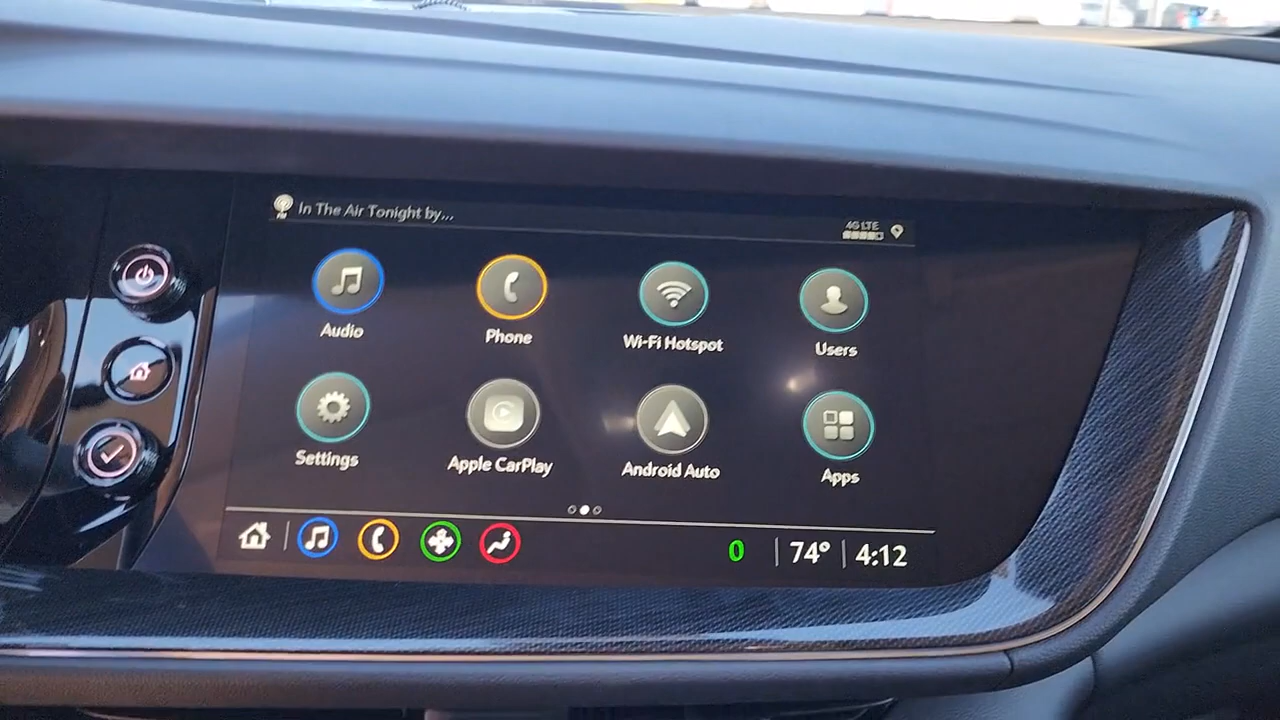 In The Air Tonight by...
4G LTE
Audio
Phone
Wi-Fi Hotspot
Users
Settings
Apple CarPlay
Android Auto
Apps
0
74°
4:12